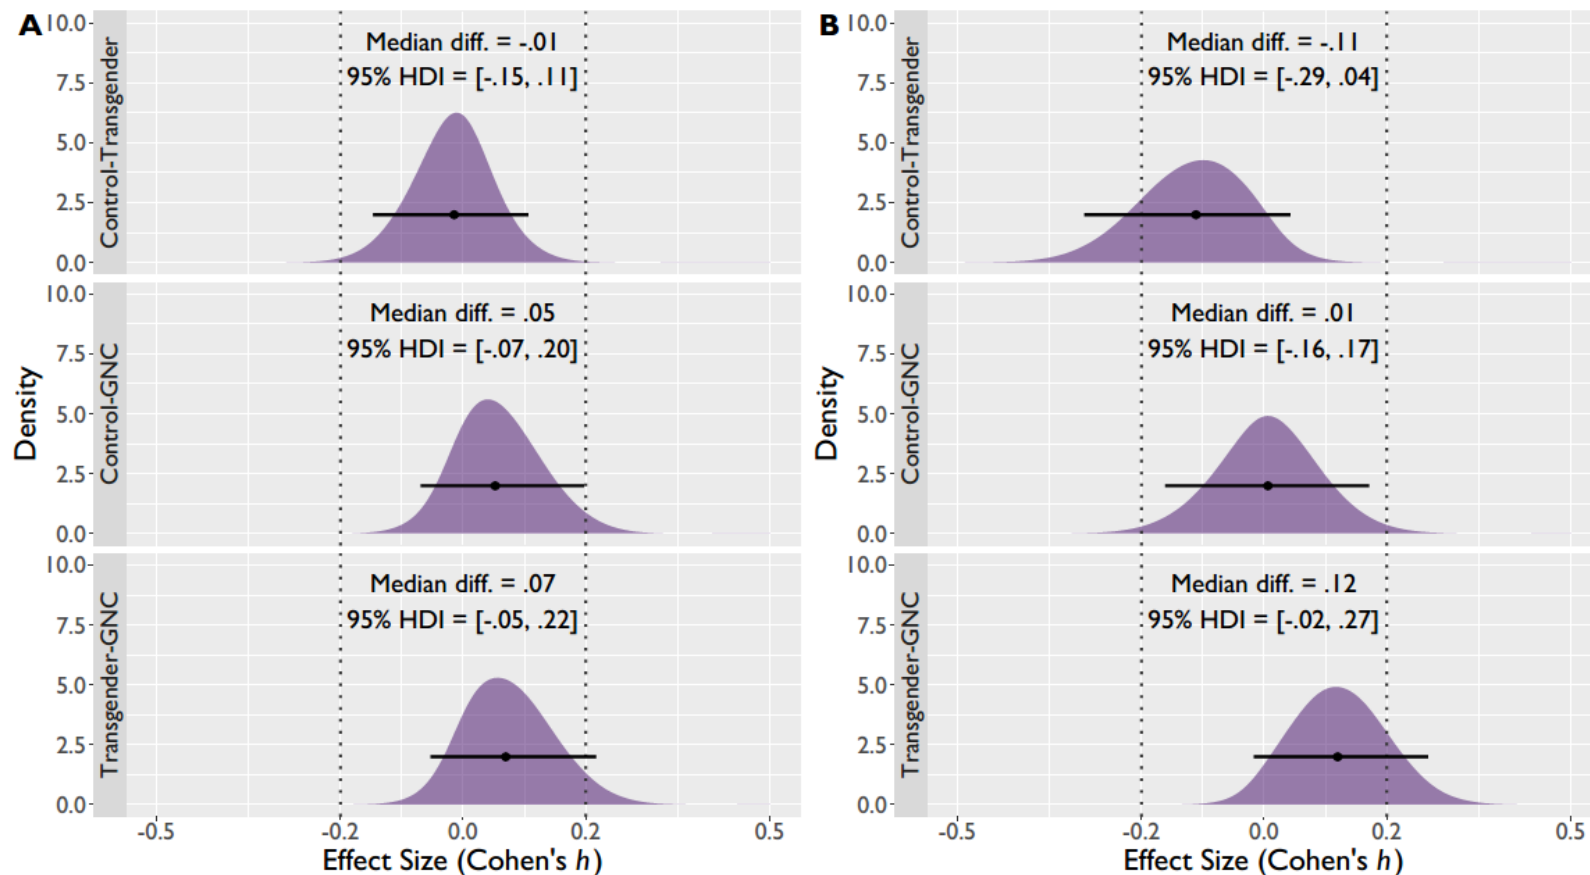 A
10.0
7.5
5.0
2.5
0.0
Control-Transgender
Median diff. = -.01
95% HDI = [-.15, .11]
10.0
7.5
5.0
2.5
0.0
Control-GNC
Median diff. = .05
95% HDI = [-.07, .20]
10.0
7.5
5.0
2.5
0.0
Transgender-GNC
Median diff. = .07
95% HDI = [-.05, .22]
Density
-0.5 -0.2 0.0 0.2 0.5
Effect Size (Cohen's h)
B
10.0
7.5
5.0
2.5
0.0
Control-Transgender
Median diff. = -.11
95% HDI = [-.29, .04]
10.0
7.5
5.0
2.5
0.0
Control-GNC
Median diff. = .01
95% HDI = [-.16, .17]
10.0
7.5
5.0
2.5
0.0
Transgender-GNC
Median diff. = .12
95% HDI = [-.02, .27]
Density
-0.5 -0.2 0.0 0.2 0.5
Effect Size (Cohen's h)